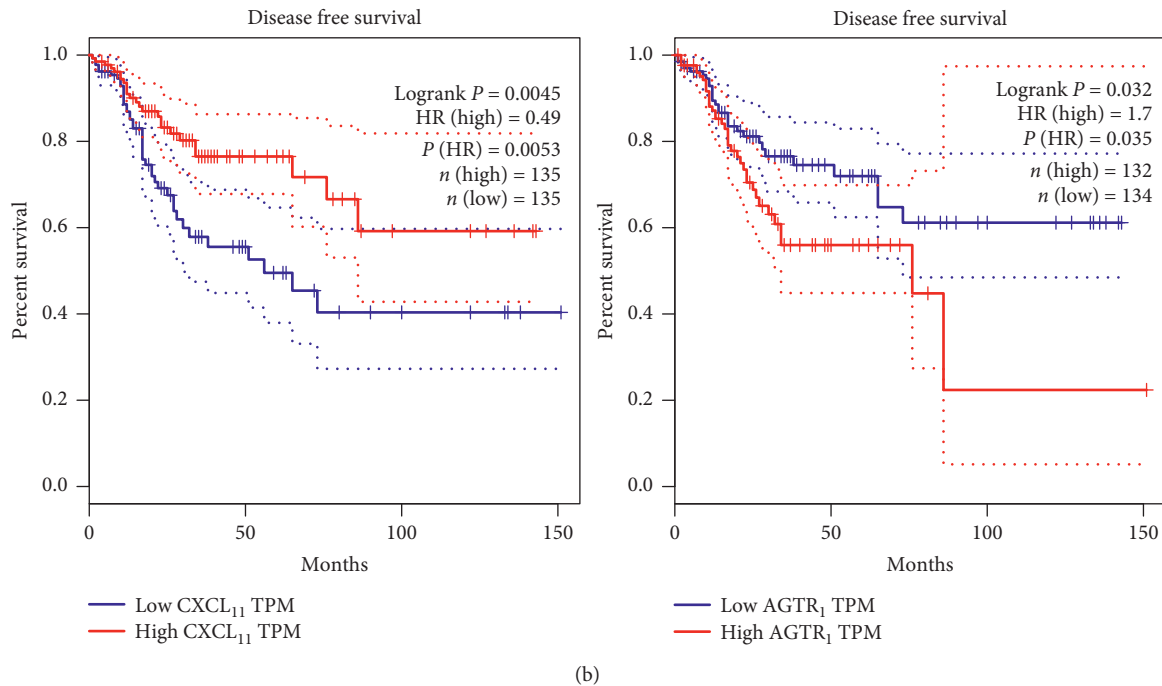 Disease free survival
1.0
0.8
0.6
0.4
0.2
0.0
Percent survival
Logrank P = 0.0045
HR (high) = 0.49
P (HR) = 0.0053
n (high) = 135
n (low) = 135
0 50 100 150
Months
Low CXCL₁₁ TPM
High CXCL₁₁ TPM
Disease free survival
1.0
0.8
0.6
0.4
0.2
0.0
Percent survival
Logrank P = 0.032
HR (high) = 1.7
P (HR) = 0.035
n (high) = 132
n (low) = 134
0 50 100 150
Months
Low AGTR₁ TPM
High AGTR₁ TPM
(b)